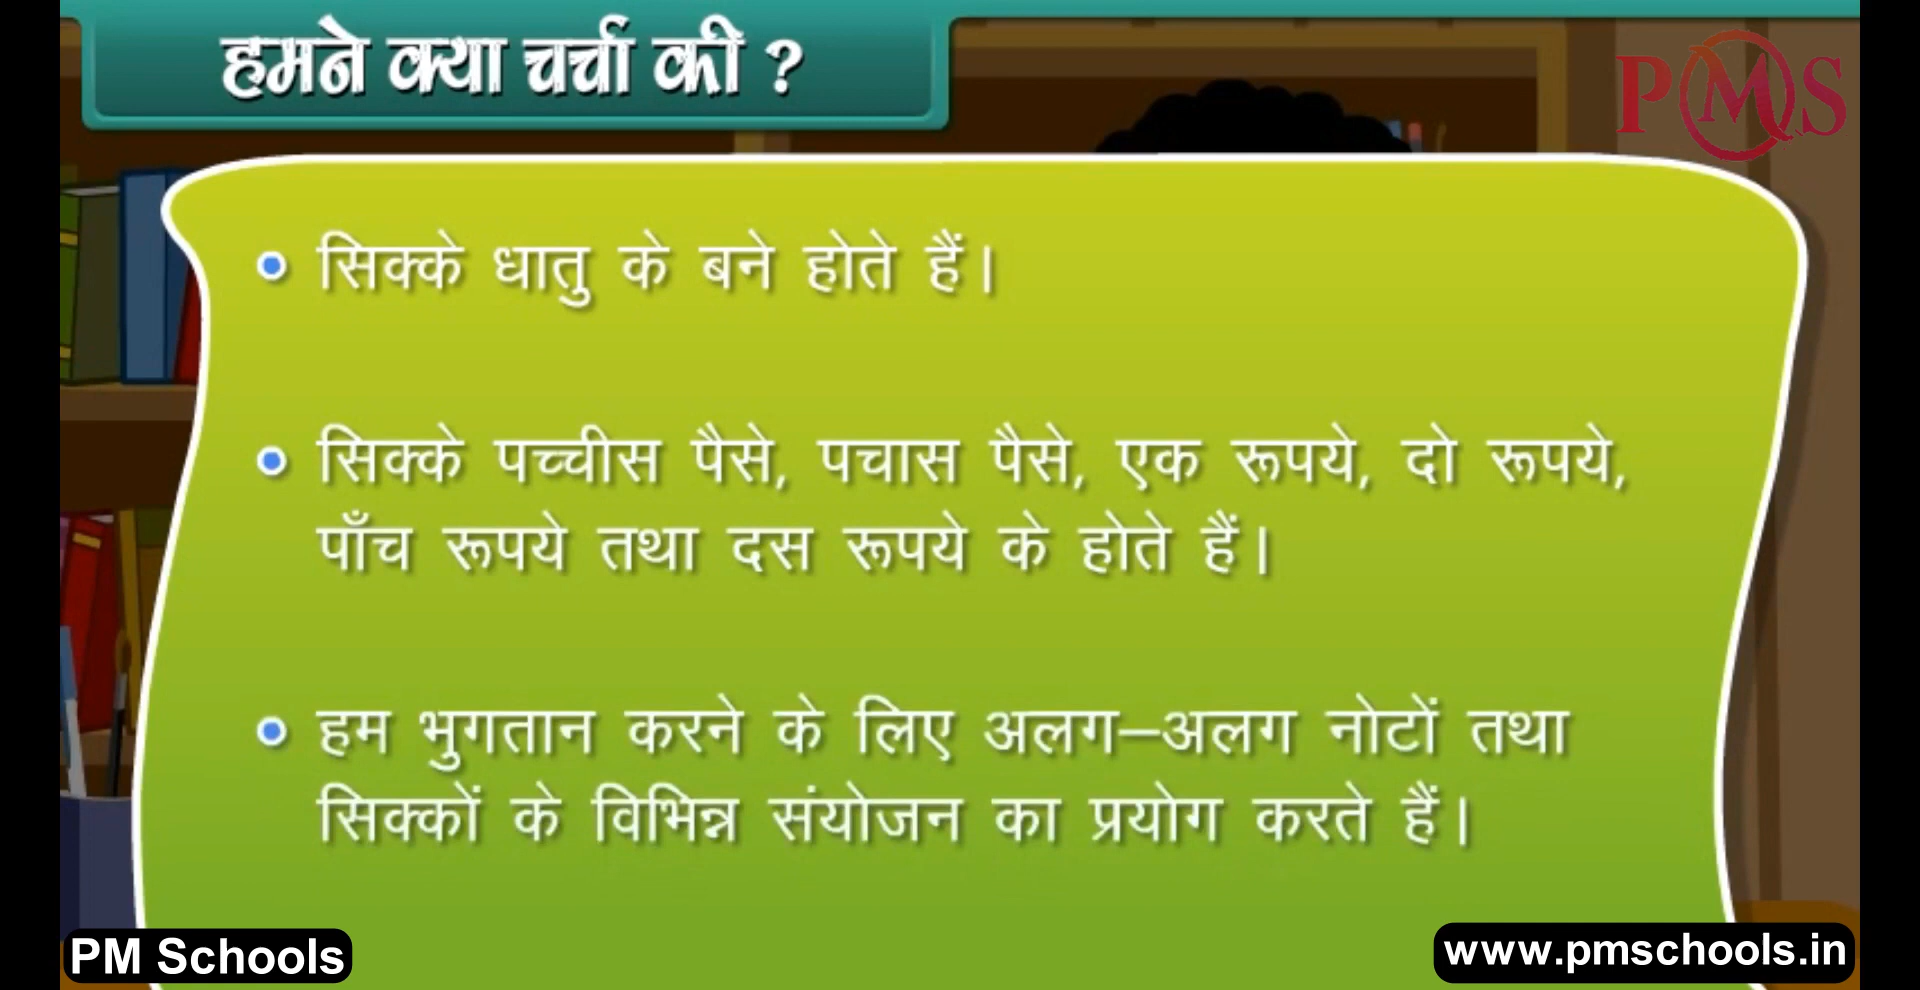 हमने क्या चर्चा की ?
PMS
• सिक्के धातु के बने होते हैं।
• सिक्के पच्चीस पैसे, पचास पैसे, एक रूपये, दो रूपये,
पाँच रूपये तथा दस रूपये के होते हैं।
• हम भुगतान करने के लिए अलग–अलग नोटों तथा
सिक्कों के विभिन्न संयोजन का प्रयोग करते हैं।
PM Schools
www.pmschools.in